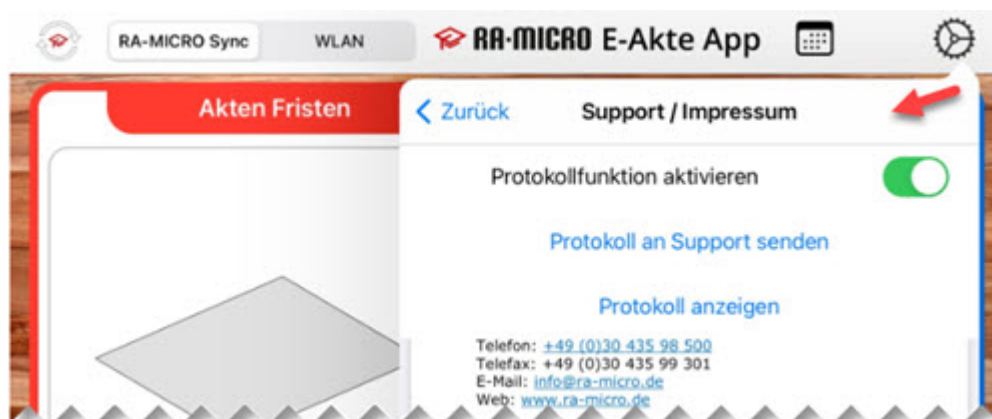 RA-MICRO Sync WLAN RA-MICRO E-Akte App
Akten Fristen
Zurück Support / Impressum
Protokollfunktion aktivieren
Protokoll an Support senden
Protokoll anzeigen
Telefon: +49 (0)30 435 98 500
Telefax: +49 (0)30 435 99 301
E-Mail: info@ra-micro.de
Web: www.ra-micro.de